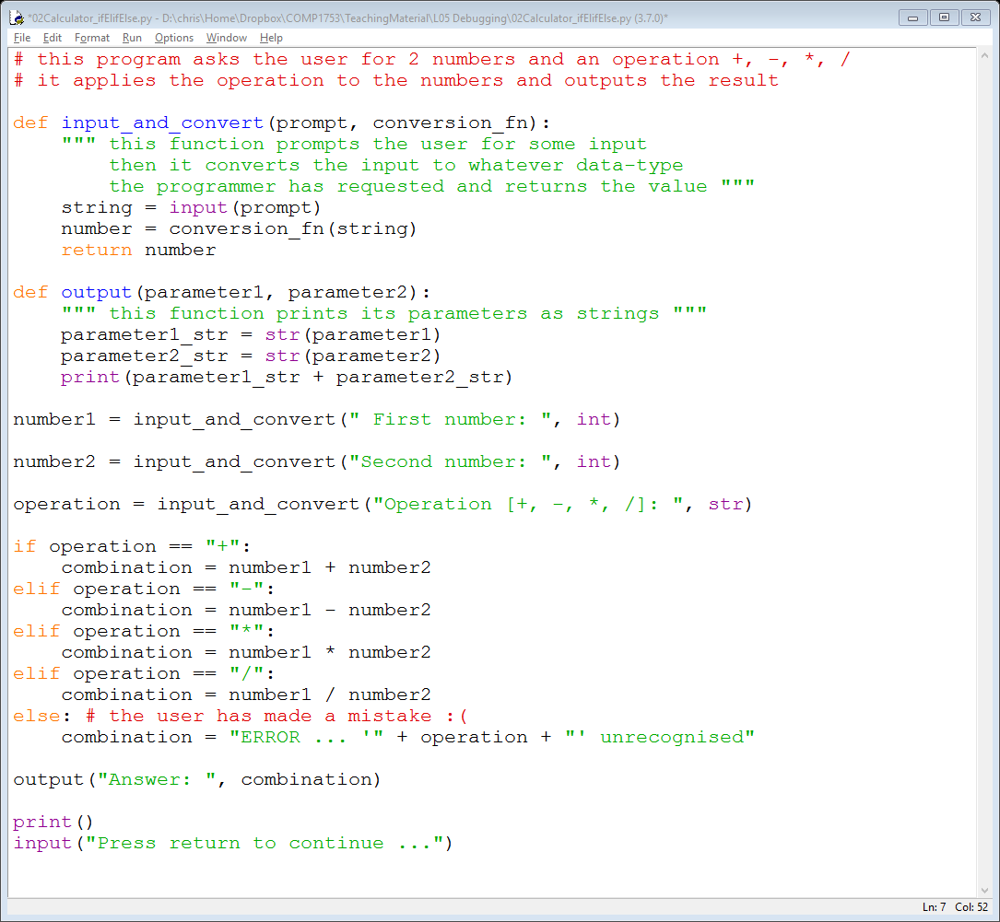 *02Calculator_ifElifElse.py - D:\chris\Home\Dropbox\COMP1753\TeachingMaterial\L05 Debugging\02Calculator_ifElifElse.py (3.7.0)*
File Edit Format Run Options Window Help
# this program asks the user for 2 numbers and an operation +, -, *, /
# it applies the operation to the numbers and outputs the result
def input_and_convert(prompt, conversion_fn):
    """ this function prompts the user for some input
        then it converts the input to whatever data-type
        the programmer has requested and returns the value """
    string = input(prompt)
    number = conversion_fn(string)
    return number
def output(parameter1, parameter2):
    """ this function prints its parameters as strings """
    parameter1_str = str(parameter1)
    parameter2_str = str(parameter2)
    print(parameter1_str + parameter2_str)
number1 = input_and_convert(" First number: ", int)
number2 = input_and_convert("Second number: ", int)
operation = input_and_convert("Operation [+, -, *, /]: ", str)
if operation == "+":
    combination = number1 + number2
elif operation == "-":
    combination = number1 - number2
elif operation == "*":
    combination = number1 * number2
elif operation == "/":
    combination = number1 / number2
else: # the user has made a mistake :(
    combination = "ERROR ... '" + operation + "' unrecognised"
output("Answer: ", combination)
print()
input("Press return to continue ...")
Ln: 7 Col: 52